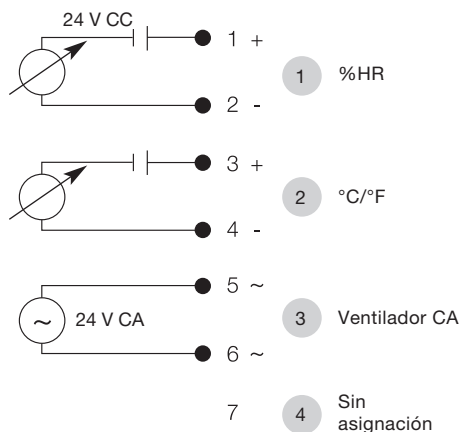 24 V CC
1 +
1 %HR
2 -
3 +
2 °C/°F
4 -
5 ~
~ 24 V CA
3 Ventilador CA
6 ~
7
4 Sin
asignación